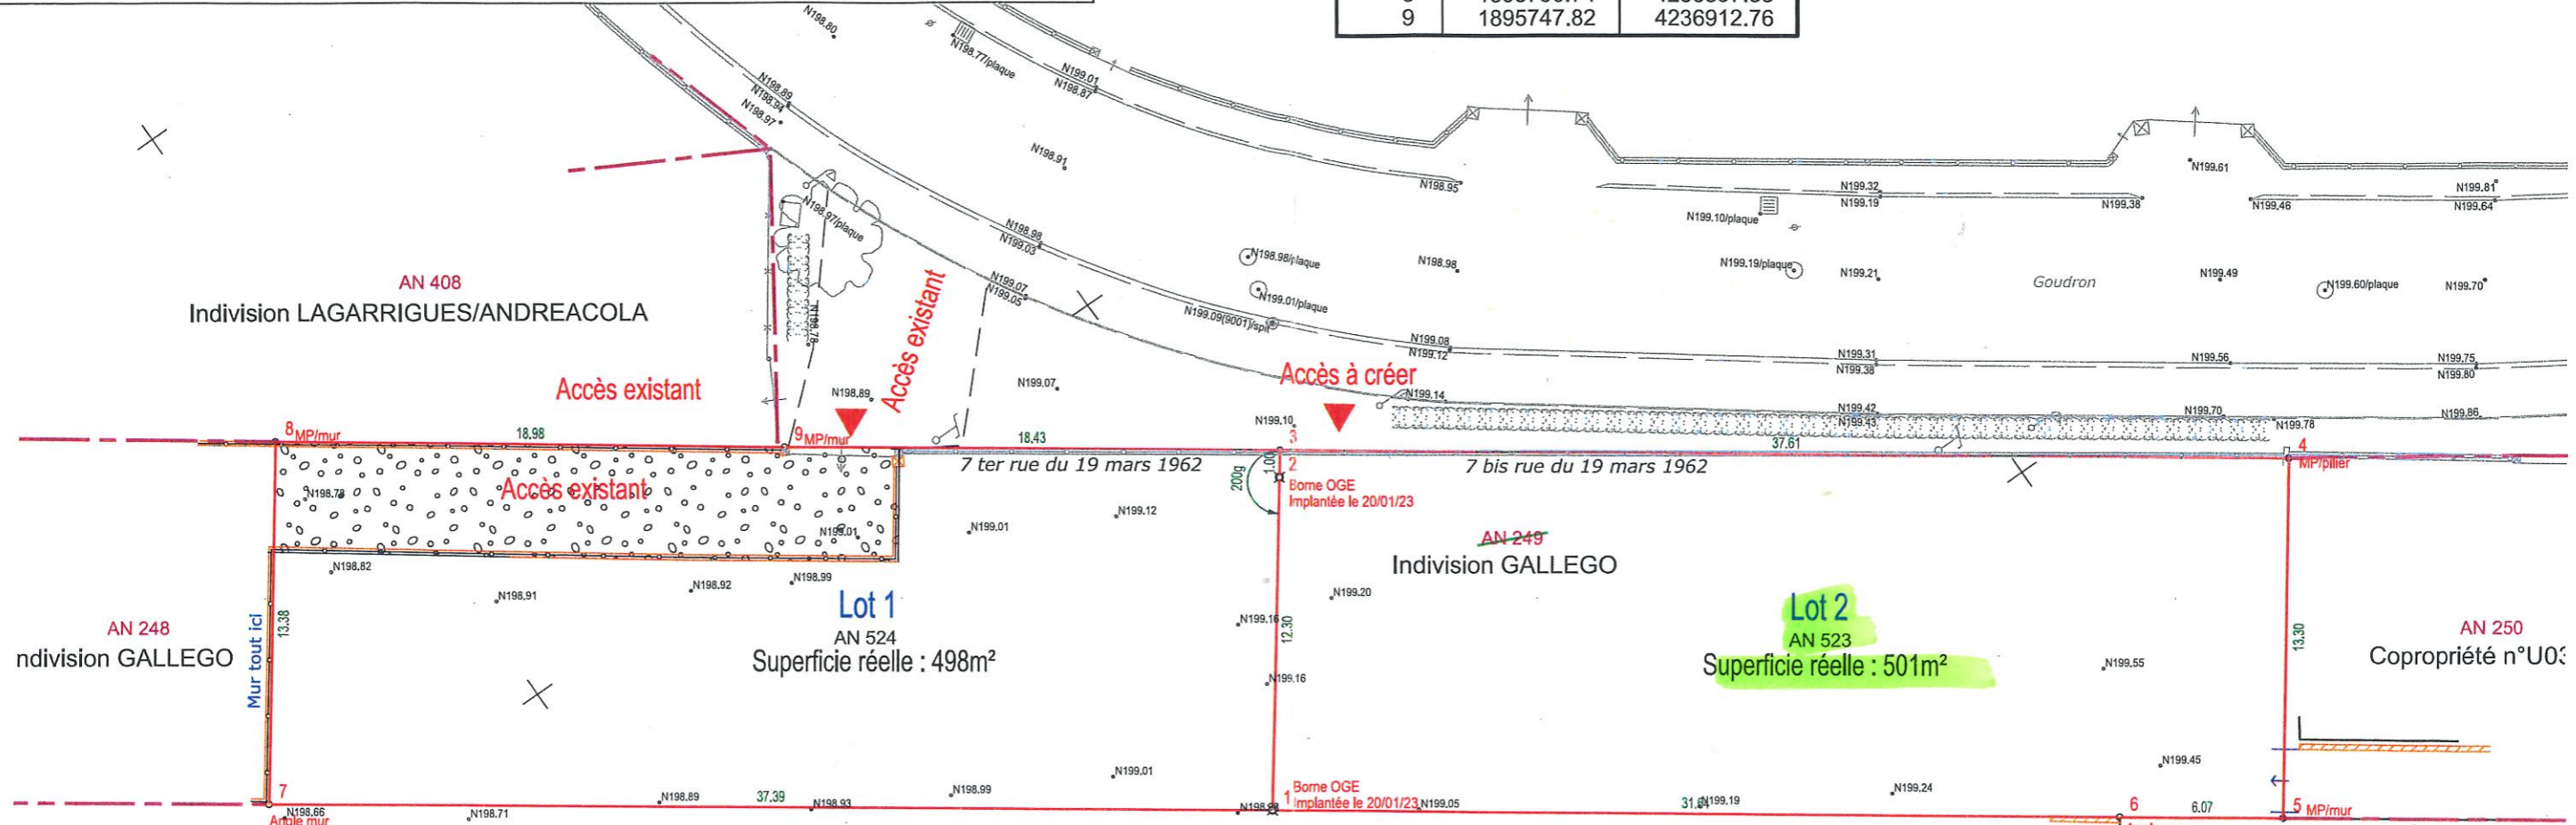 9 1895747.82 4236912.76
N198.80
N198.77/plaque
N199.01
N198.87
N198.89
N198.94
N198.97
N198.91
N198.95
N199.61
N199.32
N199.19
N199.38
N199.46
N199.81
N199.64
N199.10/plaque
N198.97/plaque
N198.98
N199.03
N198.98/plaque
N198.98
N199.19/plaque
N199.21
Goudron
N199.49
N199.60/plaque
N199.70
AN 408
Indivision LAGARRIGUES/ANDREACOLA
N199.07
N199.05
N199.01/plaque
N199.09(9001)/spit
N198.78
Accès existant
N199.08
N199.12
N199.31
N199.38
N199.56
N199.75
N199.80
Accès existant
N198.89
N199.07
Accès à créer
N199.14
N199.10
N199.42
N199.43
N199.70
N199.78
N199.86
8 MP/mur
18.98
9 MP/mur
18.43
3
37.61
4
MP/pilier
7 ter rue du 19 mars 1962
7 bis rue du 19 mars 1962
1.00
2
200g
Borne OGE
Implantée le 20/01/23
Accès existant
N199.01
N199.01
N199.12
AN 249
Indivision GALLEGO
N198.82
N198.91
N198.92
N198.99
N199.20
N199.16
12.30
N199.16
Lot 1
AN 524
Superficie réelle : 498m²
Lot 2
AN 523
Superficie réelle : 501m²
AN 248
ndivision GALLEGO
Mur tout ici
13.38
13.30
AN 250
Copropriété n°U03
N199.55
N199.45
7
Angle mur
N198.66
N198.71
N198.89
37.39
N198.93
N198.99
N199.01
1
Borne OGE
Implantée le 20/01/23
N199.05
N199.19
N199.24
6
6.07
5 MP/mur